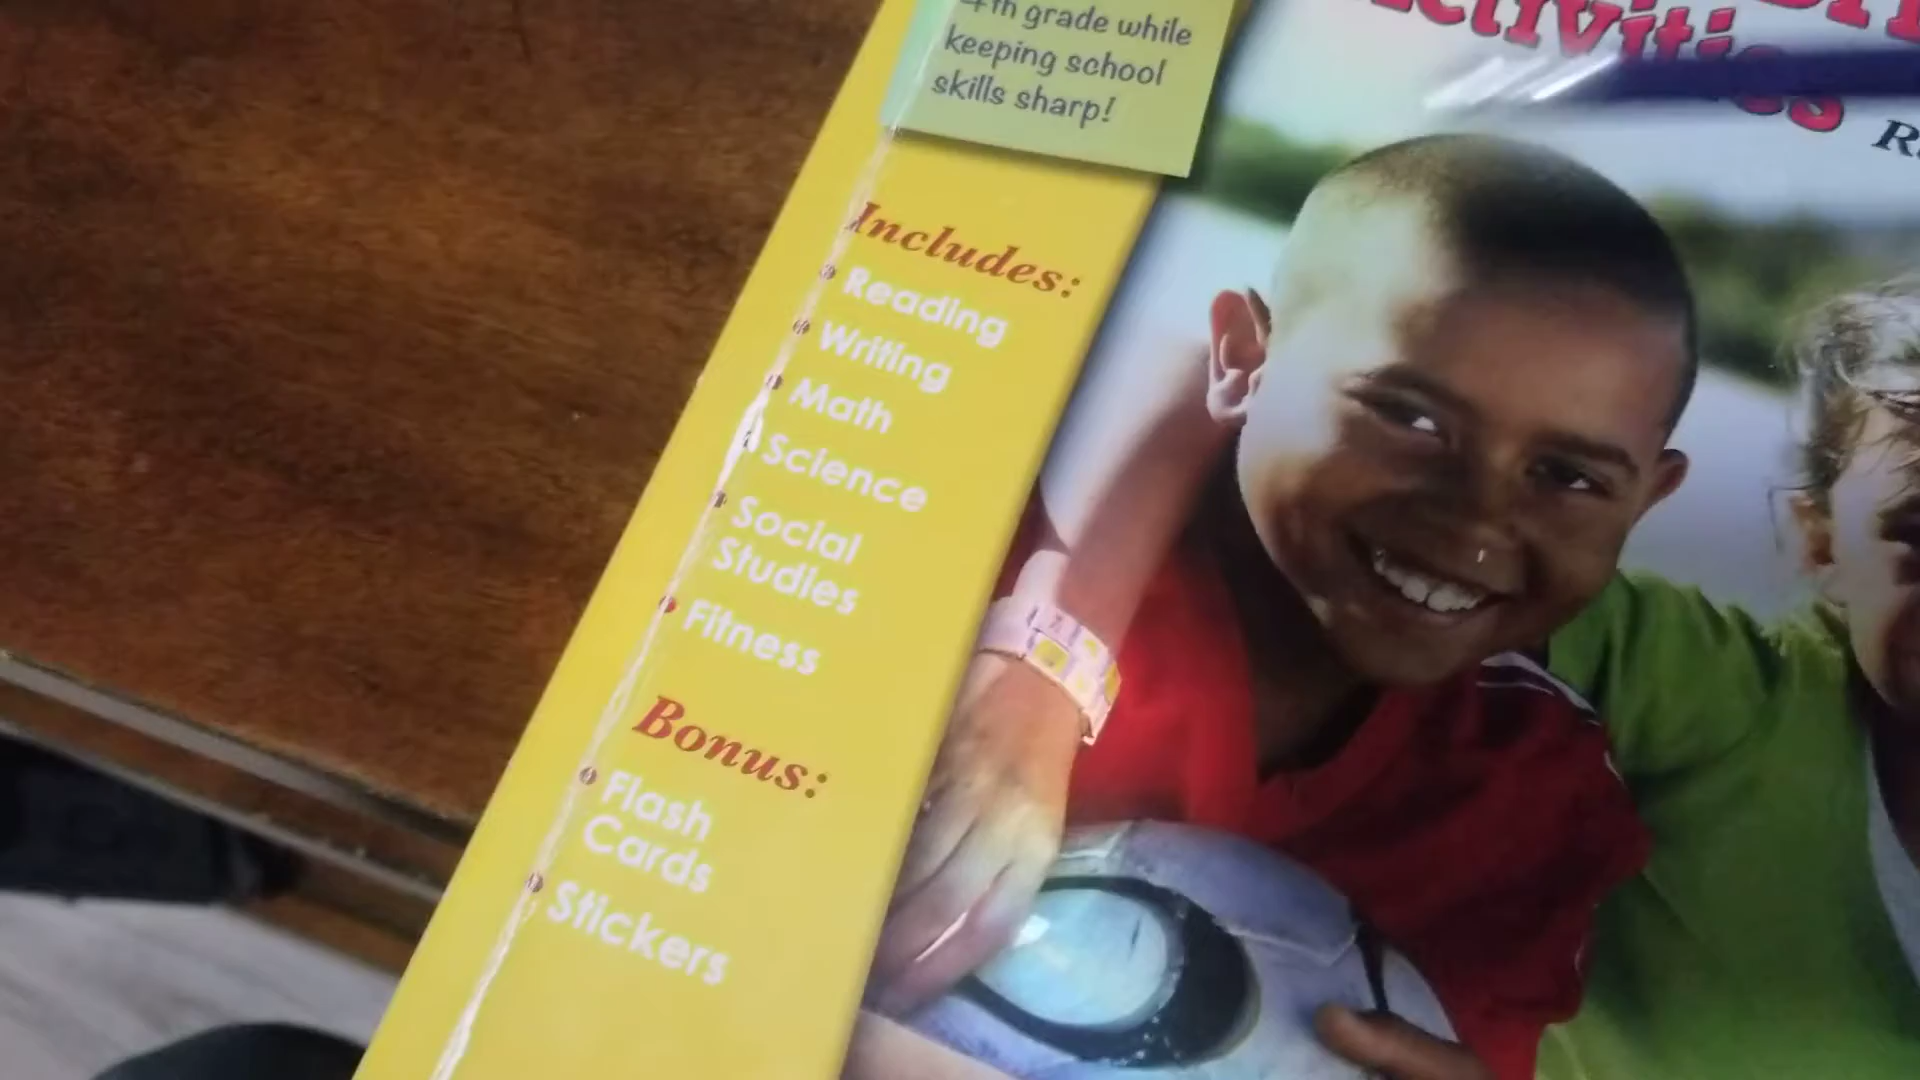 4th grade while
keeping school
skills sharp!
Includes:
Reading
Writing
Math
Science
Social
Studies
Fitness
Bonus:
Flash
Cards
Stickers
Activities